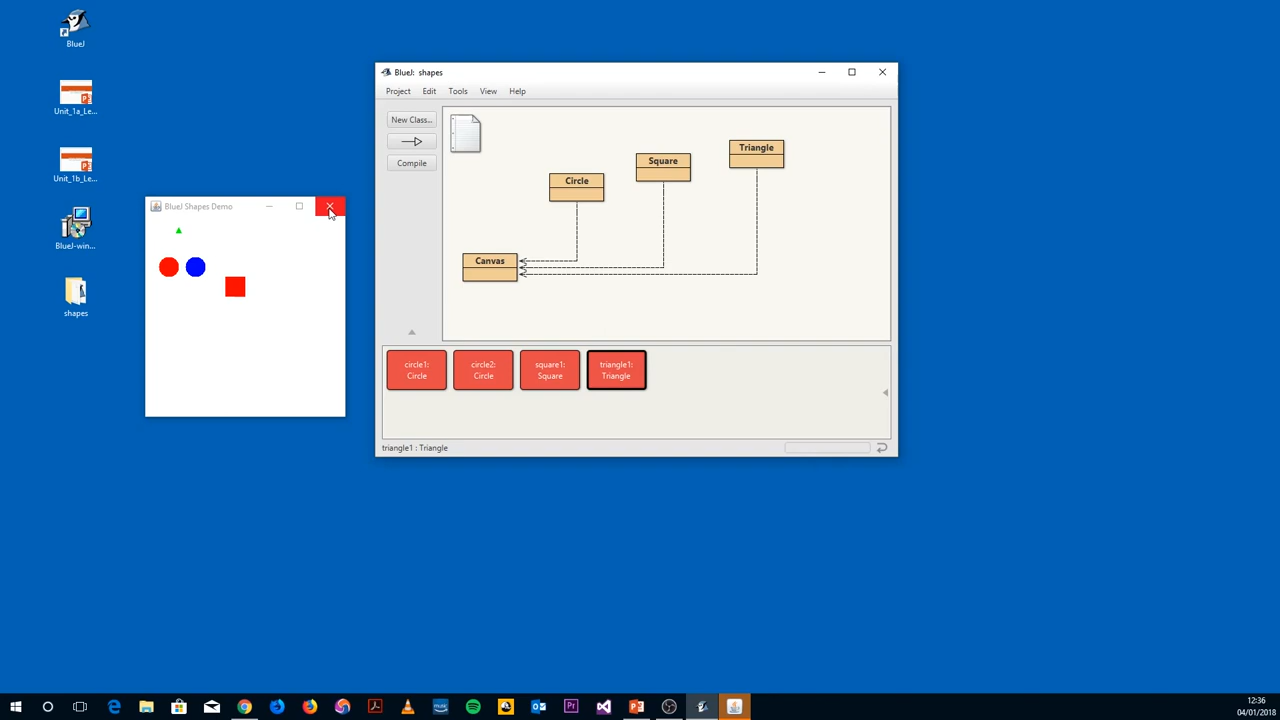 BlueJ
Unit_1a_Le...
Unit_1b_Le...
BlueJ-win...
shapes
BlueJ Shapes Demo
BlueJ: shapes
Project Edit Tools View Help
New Class...
Compile
Circle
Square
Triangle
Canvas
circle1:
Circle
circle2:
Circle
square1:
Square
triangle1:
Triangle
triangle1 : Triangle
12:36
04/01/2018